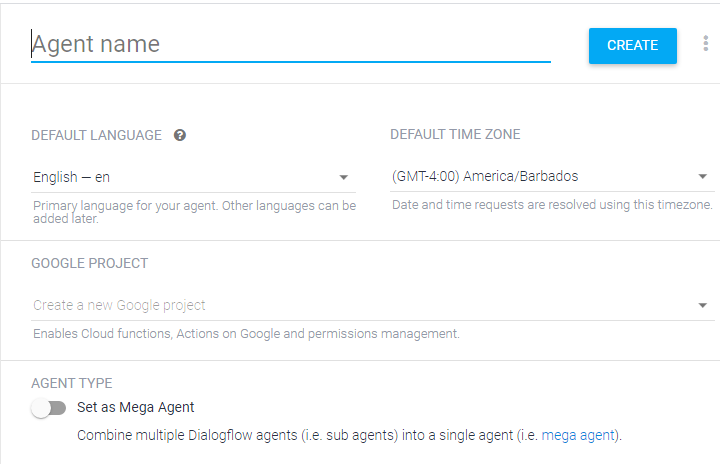 Agent name
CREATE
DEFAULT LANGUAGE
DEFAULT TIME ZONE
English — en
(GMT-4:00) America/Barbados
Primary language for your agent. Other languages can be
added later.
Date and time requests are resolved using this timezone.
GOOGLE PROJECT
Create a new Google project
Enables Cloud functions, Actions on Google and permissions management.
AGENT TYPE
Set as Mega Agent
Combine multiple Dialogflow agents (i.e. sub agents) into a single agent (i.e. mega agent).